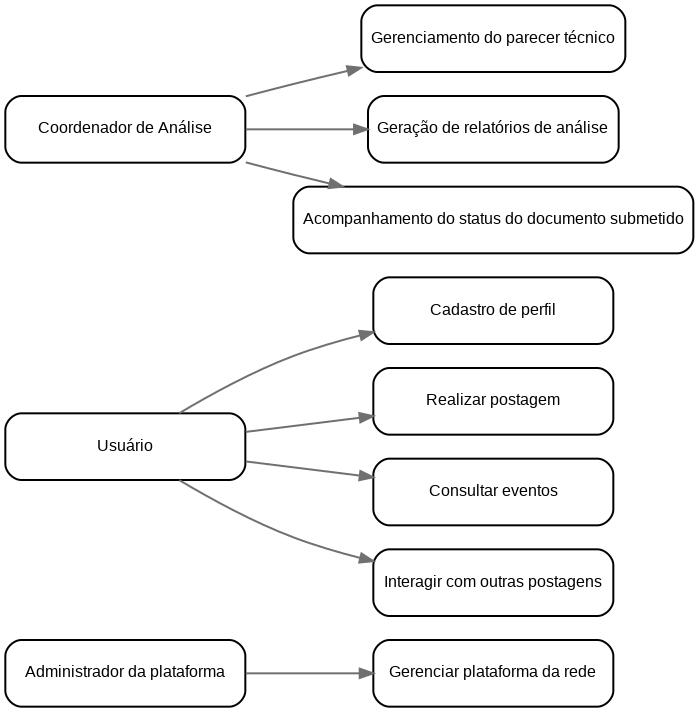 Gerenciamento do parecer técnico
Coordenador de Análise
Geração de relatórios de análise
Acompanhamento do status do documento submetido
Cadastro de perfil
Realizar postagem
Usuário
Consultar eventos
Interagir com outras postagens
Administrador da plataforma
Gerenciar plataforma da rede